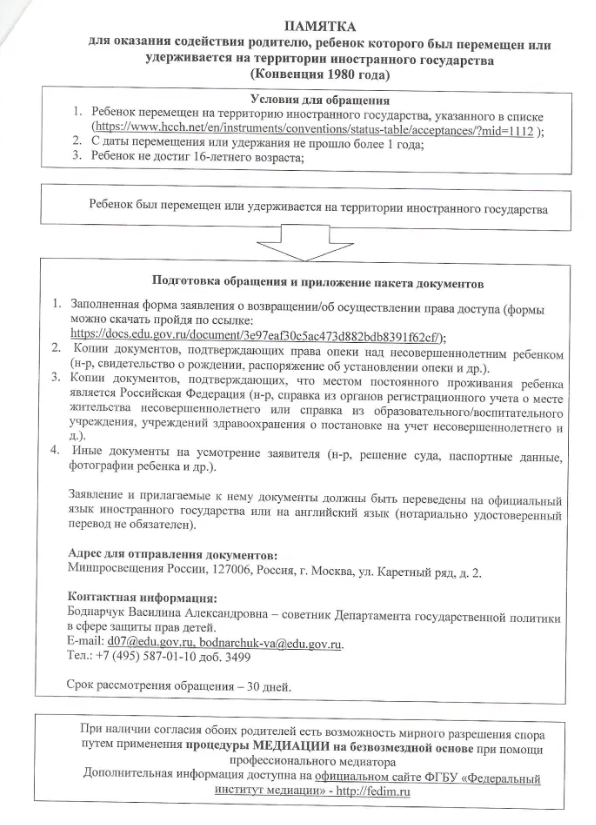 ПАМЯТКА
для оказания содействия родителю, ребенок которого был перемещен или
удерживается на территории иностранного государства
(Конвенция 1980 года)
Условия для обращения
1. Ребенок перемещен на территорию иностранного государства, указанного в списке
(https://www.hcch.net/en/instruments/conventions/status-table/acceptances/?mid=1112 );
2. С даты перемещения или удержания не прошло более 1 года;
3. Ребенок не достиг 16-летнего возраста;
Ребенок был перемещен или удерживается на территории иностранного государства
Подготовка обращения и приложение пакета документов
1. Заполненная форма заявления о возвращении/об осуществлении права доступа (формы
можно скачать пройдя по ссылке:
https://docs.edu.gov.ru/document/3e97eaf30c5ac473d882bdb8391f62cf/);
2. Копии документов, подтверждающих права опеки над несовершеннолетним ребенком
(н-р, свидетельство о рождении, распоряжение об установлении опеки и др.).
3. Копии документов, подтверждающих, что местом постоянного проживания ребенка
является Российская Федерация (н-р, справка из органов регистрационного учета о месте
жительства несовершеннолетнего или справка из образовательного/воспитательного
учреждения, учреждений здравоохранения о постановке на учет несовершеннолетнего и
д.).
4. Иные документы на усмотрение заявителя (н-р, решение суда, паспортные данные,
фотографии ребенка и др.).
Заявление и прилагаемые к нему документы должны быть переведены на официальный
язык иностранного государства или на английский язык (нотариально удостоверенный
перевод не обязателен).
Адрес для отправления документов:
Минпросвещения России, 127006, Россия, г. Москва, ул. Каретный ряд, д. 2.
Контактная информация:
Боднарчук Василина Александровна – советник Департамента государственной политики
в сфере защиты прав детей.
E-mail: d07@edu.gov.ru, bodnarchuk-va@edu.gov.ru.
Тел.: +7 (495) 587-01-10 доб. 3499
Срок рассмотрения обращения – 30 дней.
При наличии согласия обоих родителей есть возможность мирного разрешения спора
путем применения процедуры МЕДИАЦИИ на безвозмездной основе при помощи
профессионального медиатора
Дополнительная информация доступна на официальном сайте ФГБУ «Федеральный
институт медиации» - http://fedim.ru